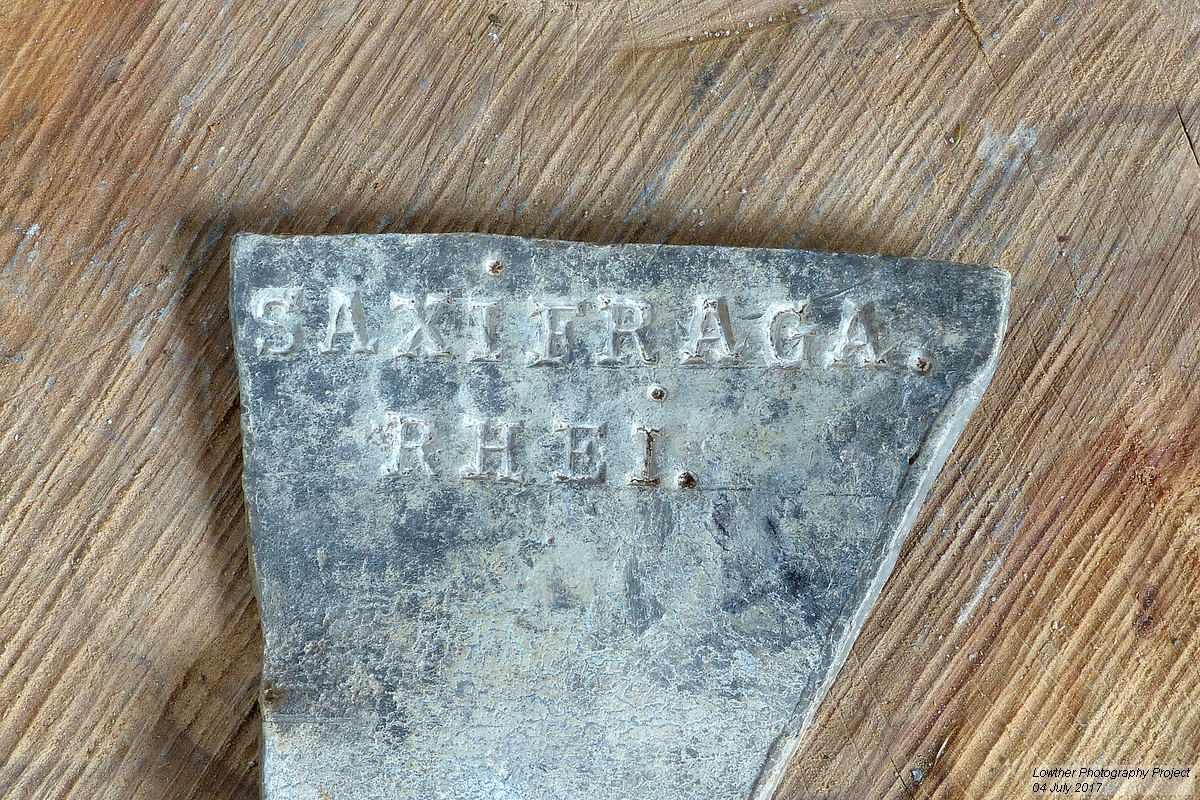 SAXIFRAGA.
RHEI.
Lowther Photography Project
04 July 2017